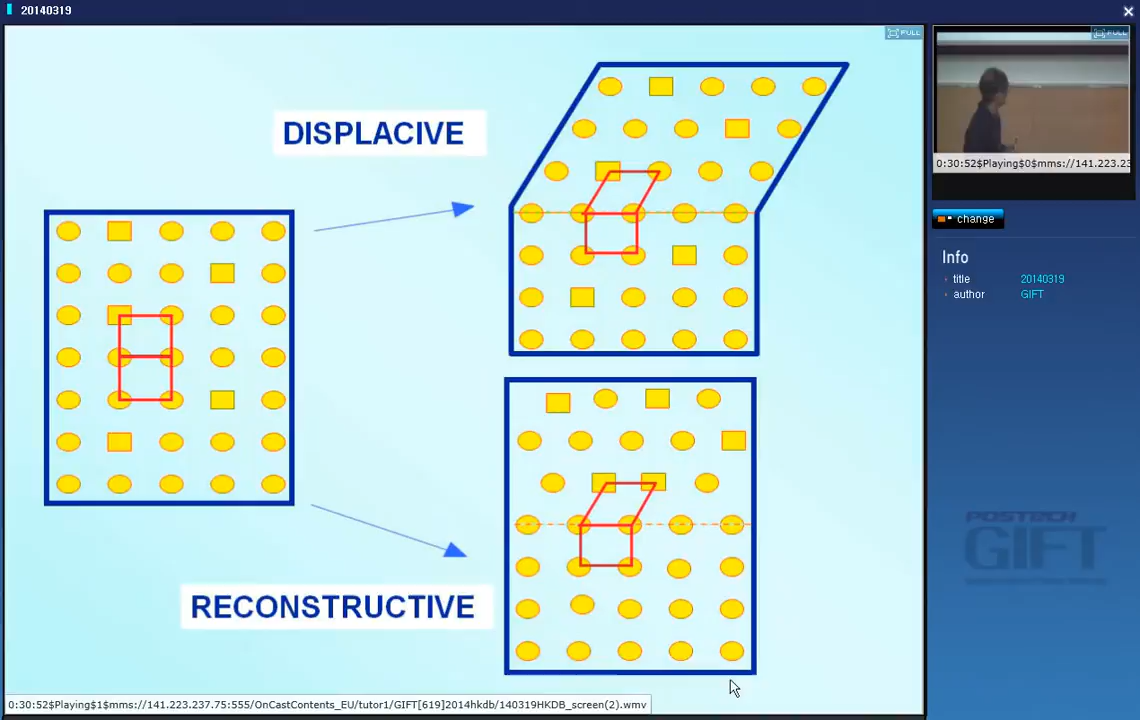 20140319
FULL
FULL
DISPLACIVE
RECONSTRUCTIVE
0:30:52$Playing$0$mms://141.223.23
change
Info
title 20140319
author GIFT
POSTECH
GIFT
0:30:52$Playing$1$mms://141.223.237.75:555/OnCastContents_EU/tutor1/GIFT[619]2014hkdb/140319HKDB_screen(2).wmv